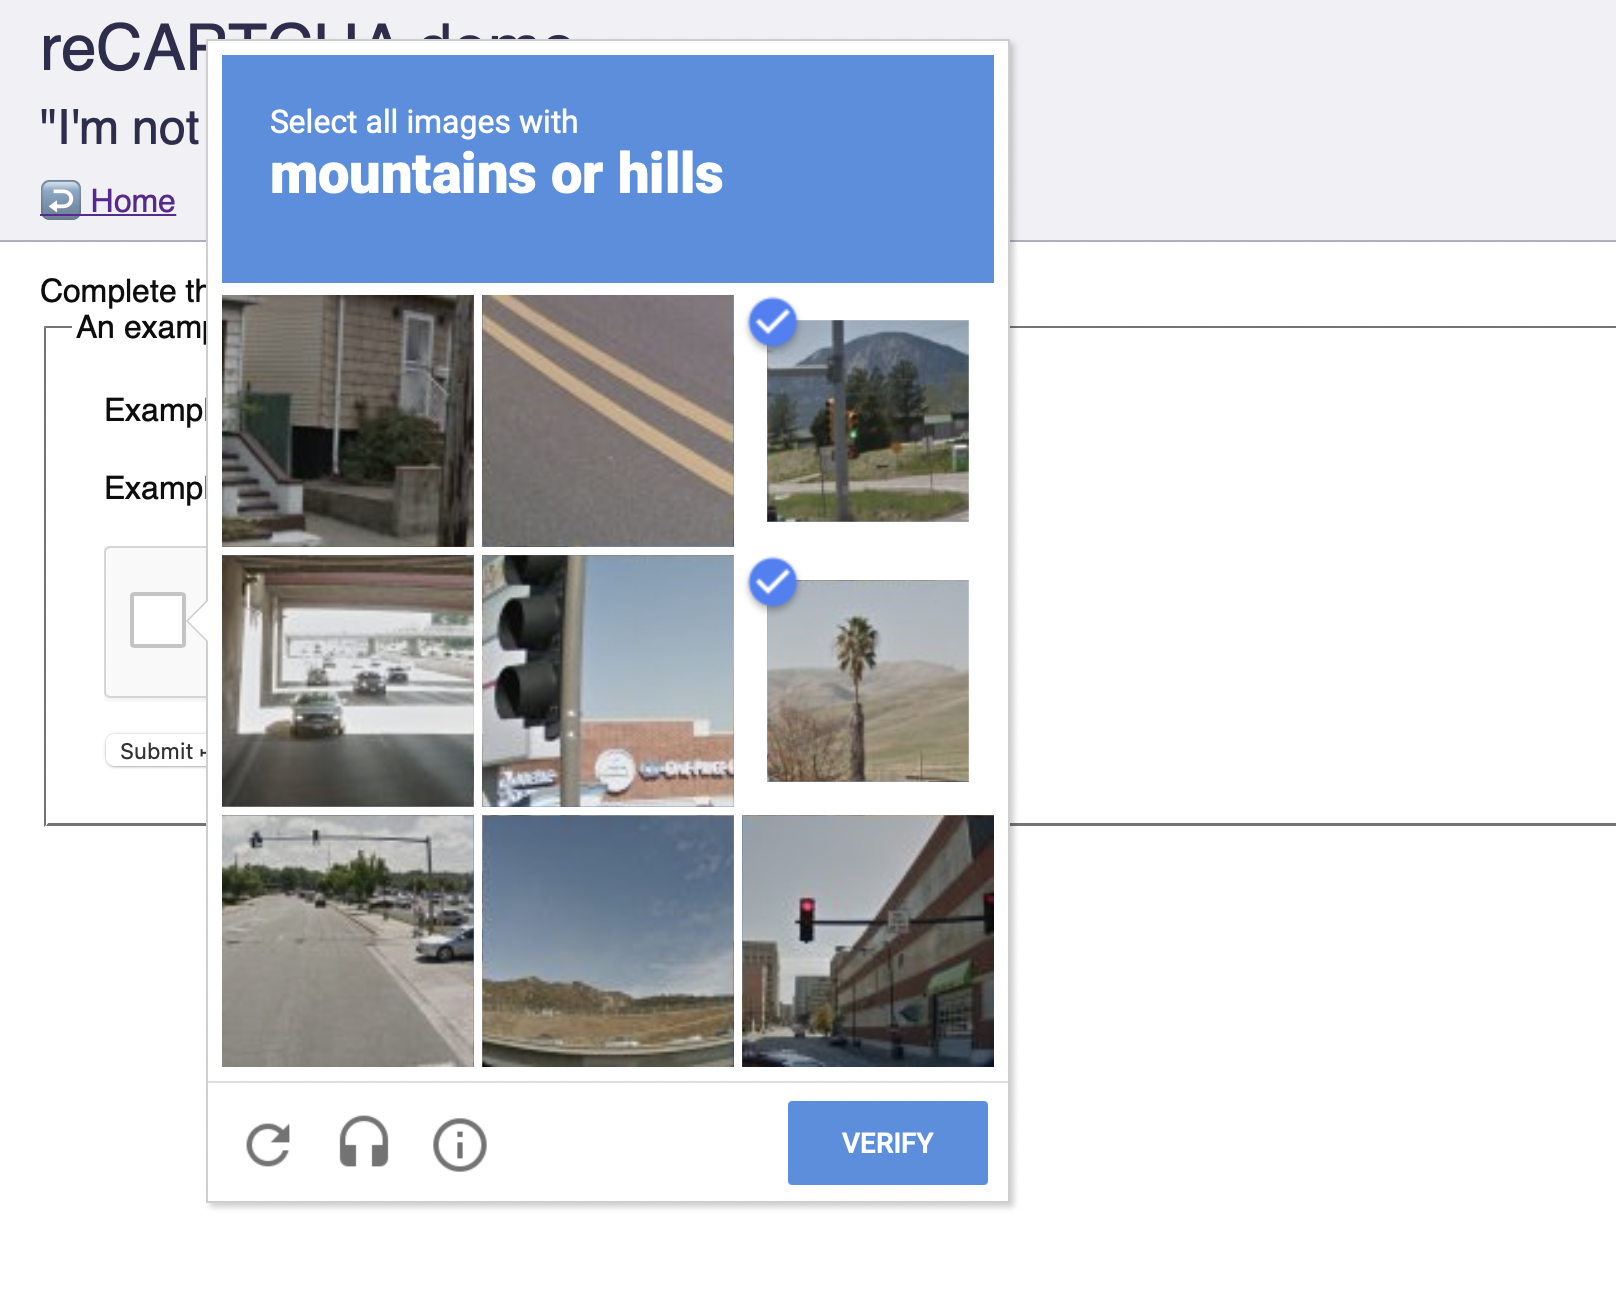 reCAPTCHA demo
"I'm not
Home
Select all images with
mountains or hills
Complete th
An examp
Exampl
Exampl
Submit
VERIFY